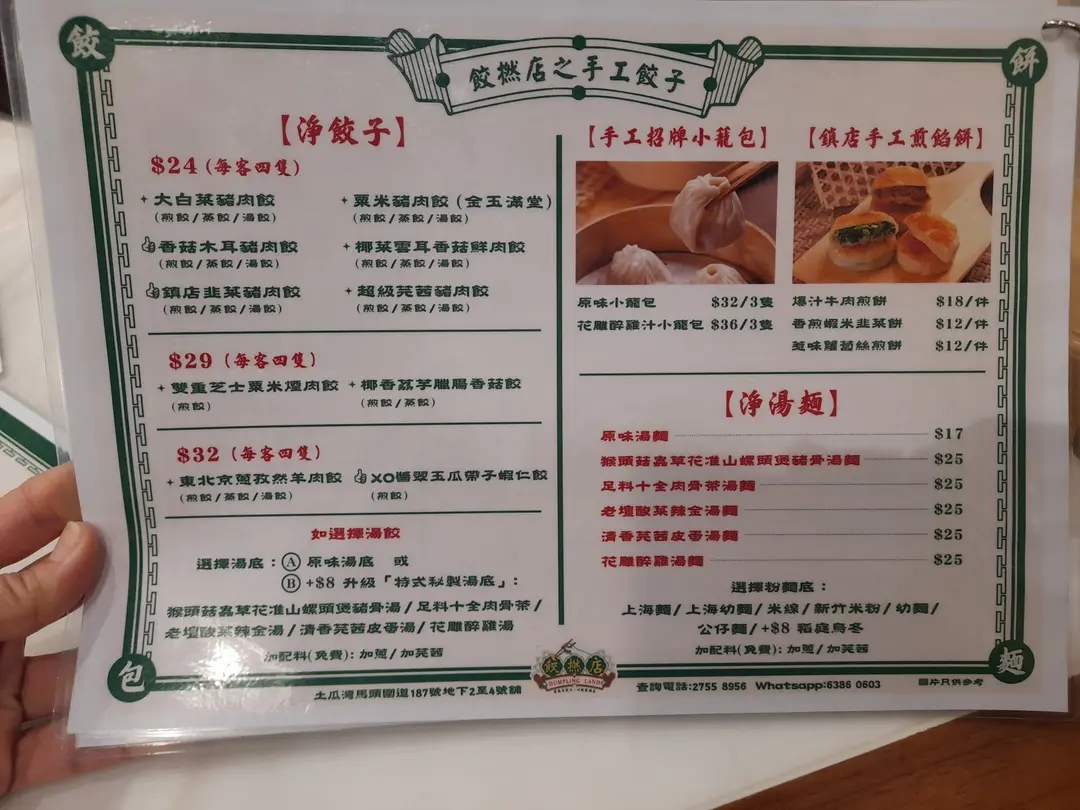 餃
餅
餃撚店之手工餃子
【淨餃子】
$24 (每客四隻)
大白菜豬肉餃
(煎餃/蒸餃/湯餃)
香菇木耳豬肉餃
(煎餃/蒸餃/湯餃)
鎮店韭菜豬肉餃
(煎餃/蒸餃/湯餃)
粟米豬肉餃 (金玉滿堂)
(煎餃/蒸餃/湯餃)
椰菜雲耳香菇鮮肉餃
(煎餃/蒸餃/湯餃)
超級芫茜豬肉餃
(煎餃/蒸餃/湯餃)
$29 (每客四隻)
雙重芝士粟米煙肉餃
(煎餃)
椰香荔芋臘腸香菇餃
(煎餃/蒸餃)
$32 (每客四隻)
東北京蔥孜然羊肉餃
(煎餃/蒸餃/湯餃)
XO醬翠玉瓜帶子蝦仁餃
(煎餃)
如選擇湯餃
選擇湯底：Ⓐ 原味湯底 或
Ⓑ +$8 升級「特式秘製湯底」：
猴頭菇蟲草花准山螺頭煲豬骨湯/足料十全肉骨茶/
老壇酸菜辣金湯/清香芫茜皮蛋湯/花雕醉雞湯
加配料(免費)：加蔥/加芫茜
【手工招牌小籠包】
原味小籠包 $32/3隻
花雕醉雞汁小籠包 $36/3隻
【鎮店手工煎餡餅】
爆汁牛肉煎餅 $18/件
香煎蝦米韭菜餅 $12/件
蔥味蘿蔔絲煎餅 $12/件
【淨湯麵】
原味湯麵 $17
猴頭菇蟲草花准山螺頭煲豬骨湯麵 $25
足料十全肉骨茶湯麵 $25
老壇酸菜辣金湯麵 $25
清香芫茜皮蛋湯麵 $25
花雕醉雞湯麵 $25
選擇粉麵底：
上海麵/上海幼麵/米線/新竹米粉/幼麵/
公仔麵/+$8 稻庭烏冬
加配料(免費)：加蔥/加芫茜
包
麵
土瓜灣馬頭圍道187號地下2至4號舖
餃撚店
DUMPLING LAND
查詢電話:2755 8956 Whatsapp:6386 0603
圖片只供參考